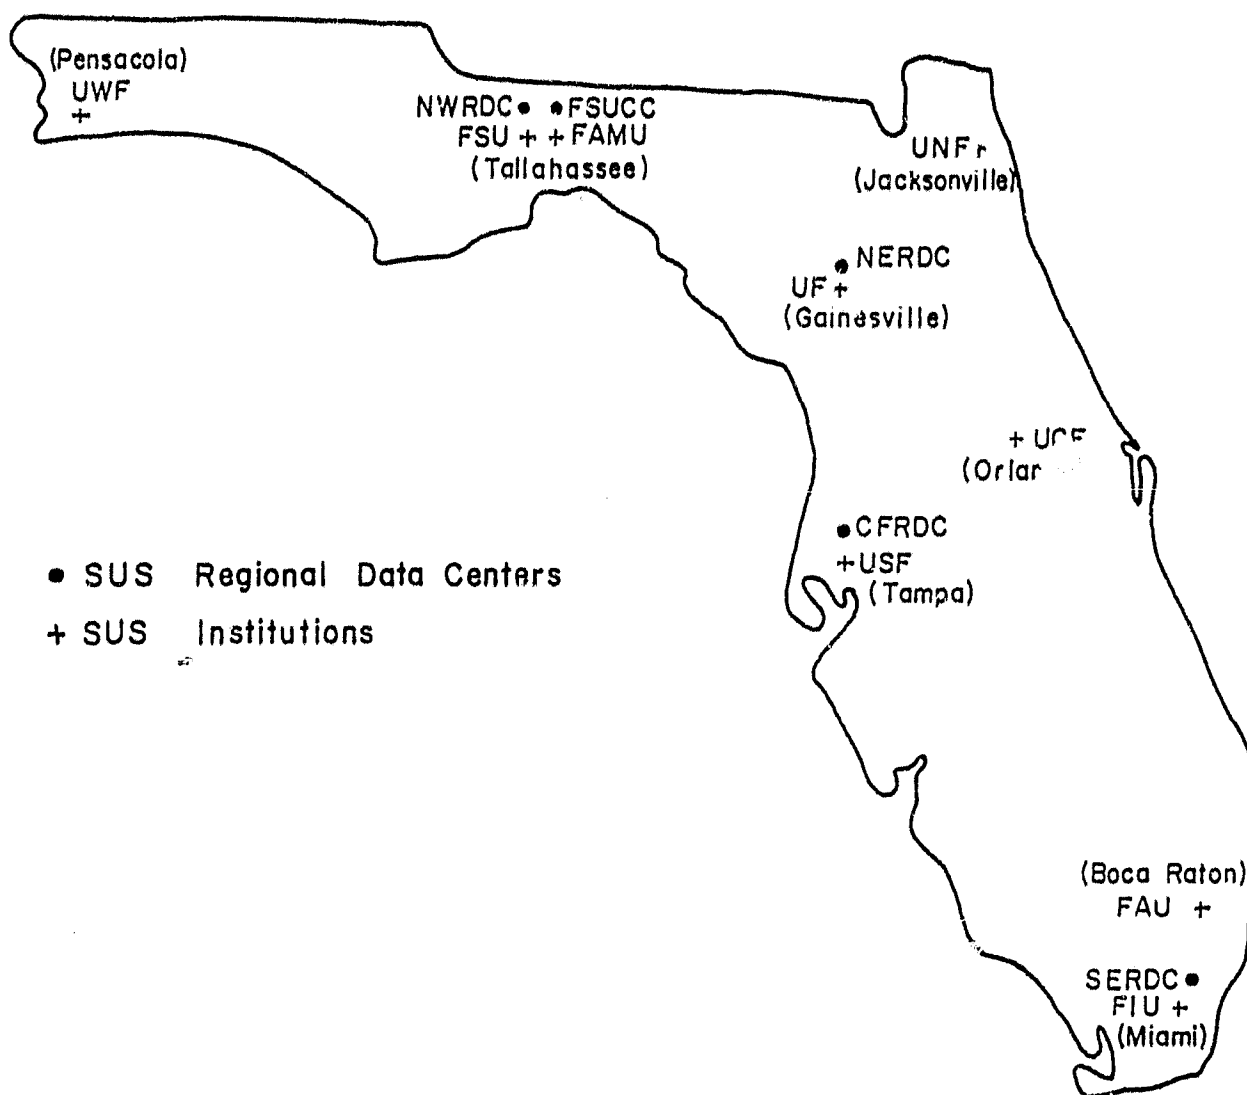 (Pensacola)
UWF
NWRDC FSUCC
FSU + + FAMU
(Tallahassee)
UNF
(Jacksonville)
NERDC
UF +
(Gainesville)
+
CFRDC
+ USF
(Tampa)
SUS Regional Data Centers
+ SUS Institutions
(Boca Raton)
FAU +
SERDC
FIU +
(Miami)